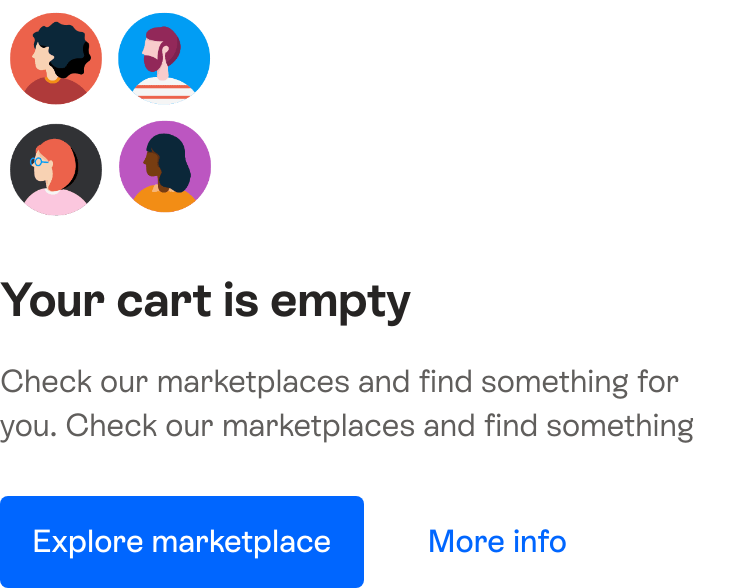 Your cart is empty
Check our marketplaces and find something for
you. Check our marketplaces and find something
Explore marketplace
More info